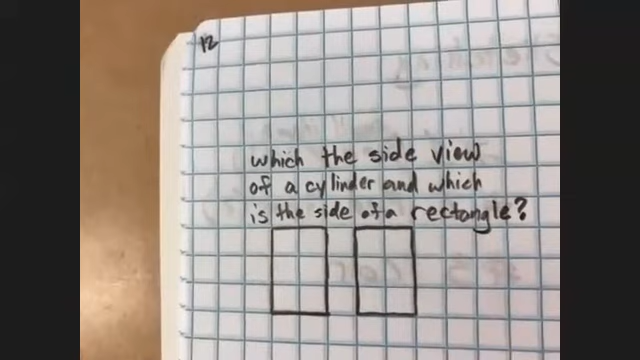 12
which the side view
of a cylinder and which
is the side of a rectangle?